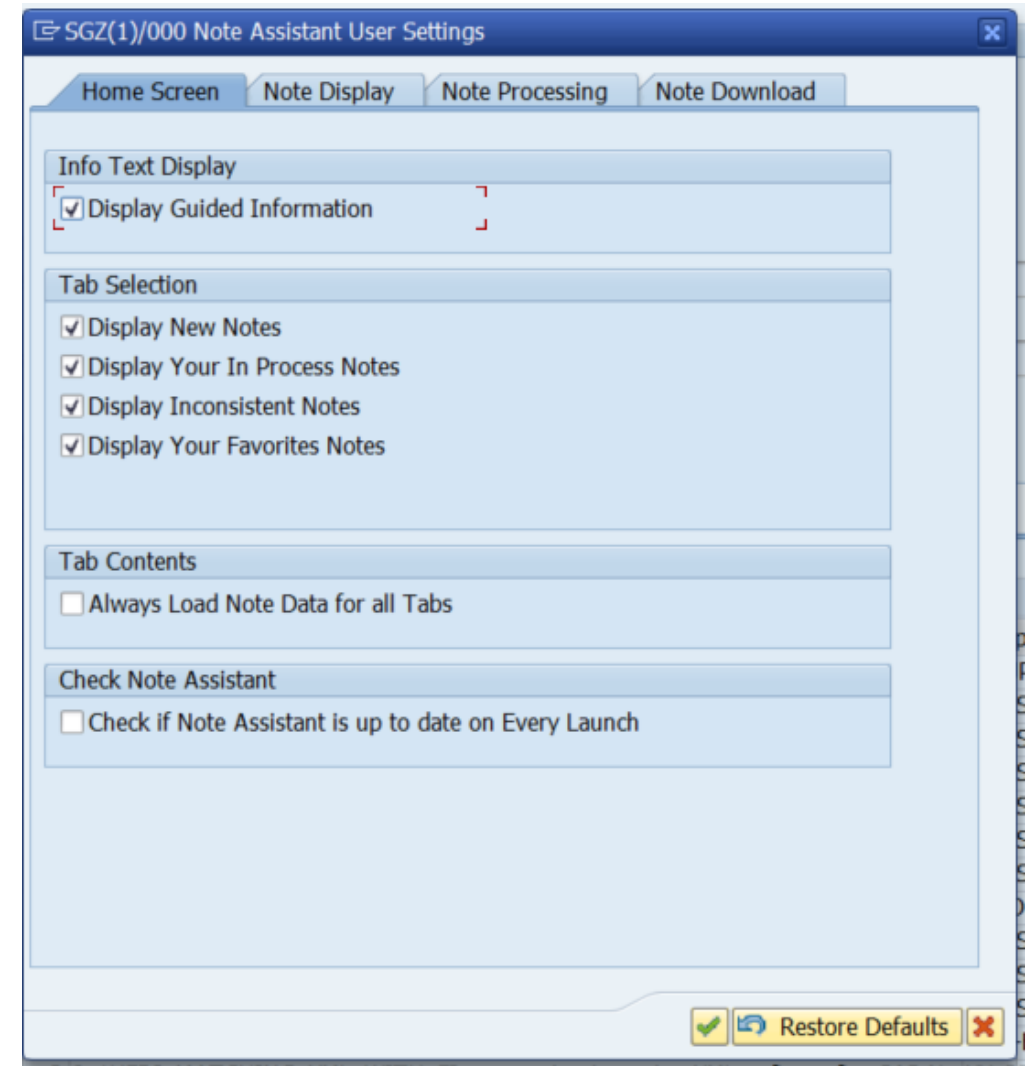 SGZ(1)/000 Note Assistant User Settings
Home Screen Note Display Note Processing Note Download
Info Text Display
Display Guided Information
Tab Selection
Display New Notes
Display Your In Process Notes
Display Inconsistent Notes
Display Your Favorites Notes
Tab Contents
Always Load Note Data for all Tabs
Check Note Assistant
Check if Note Assistant is up to date on Every Launch
Restore Defaults